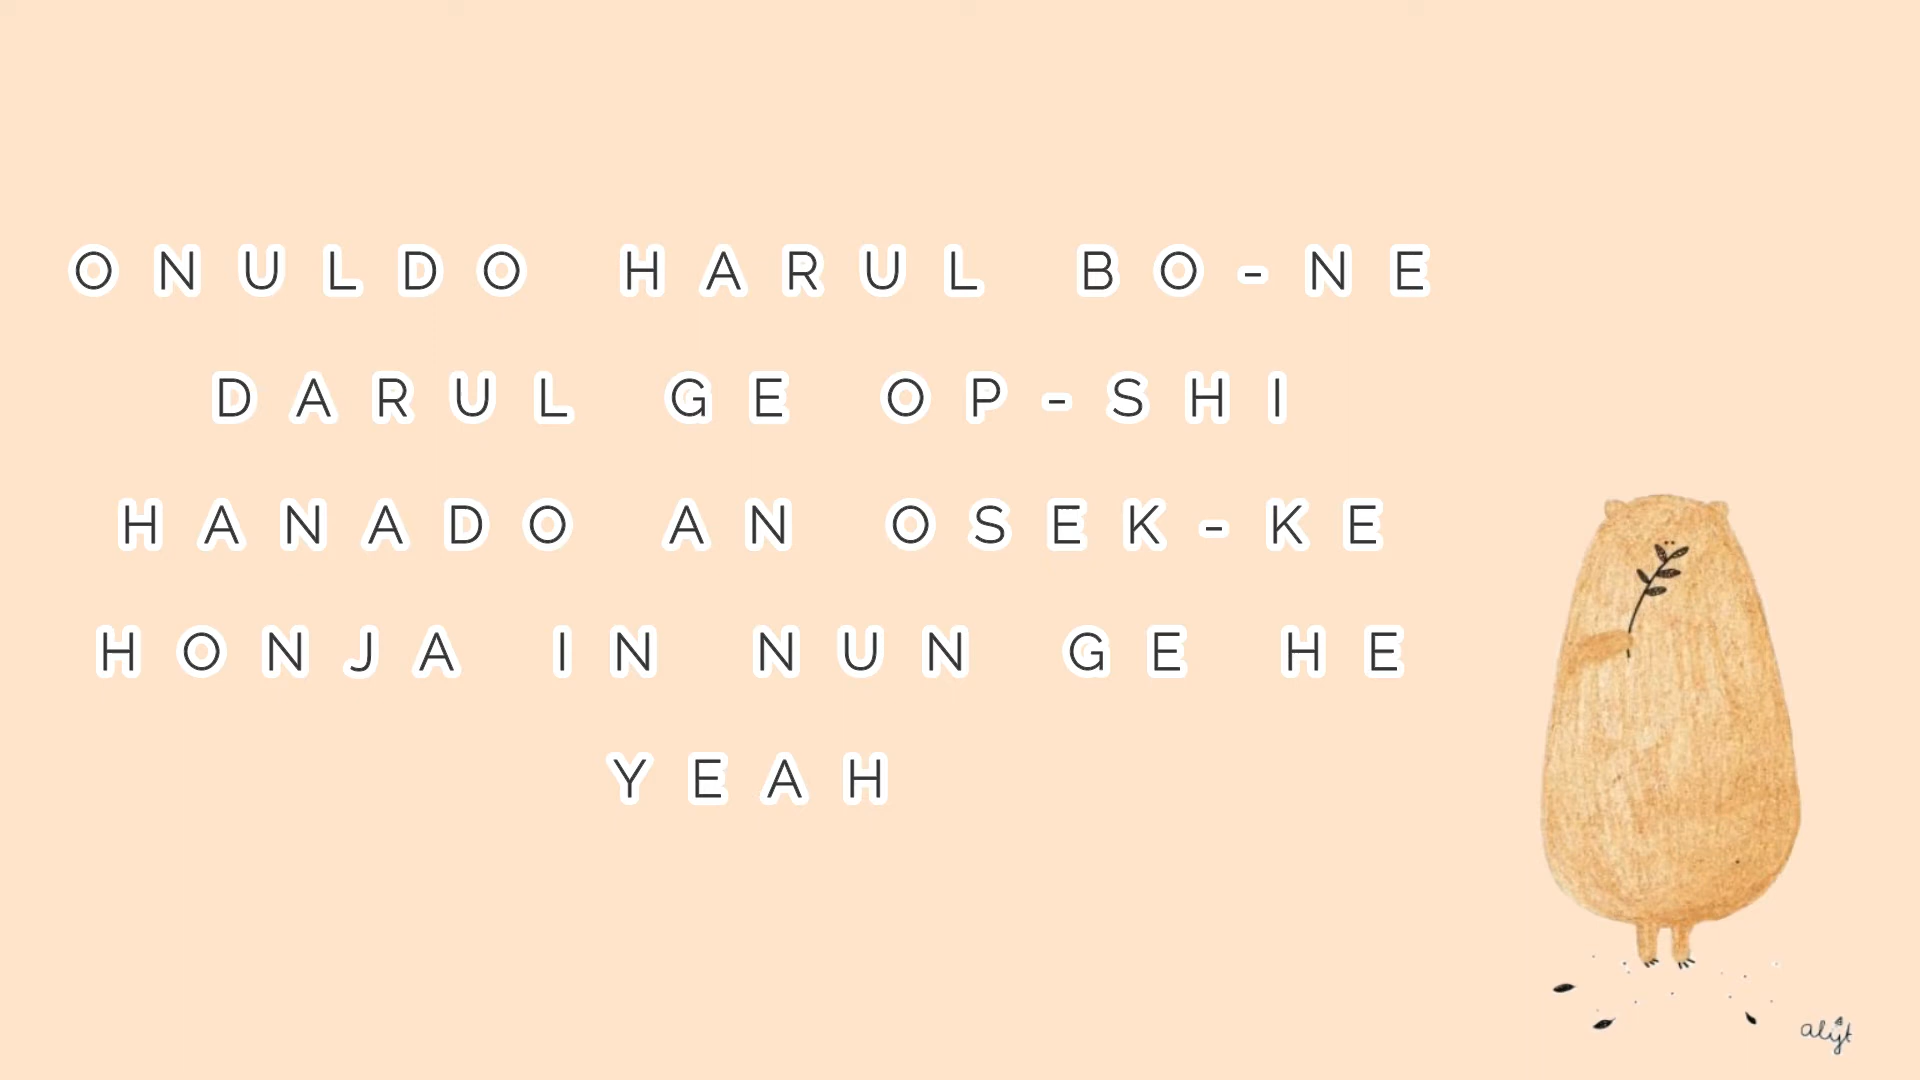 ONULDO HARUL BO-NE
DARUL GE OP-SHI
HANADO AN OSEK-KE
HONJA IN NUN GE HE
YEAH